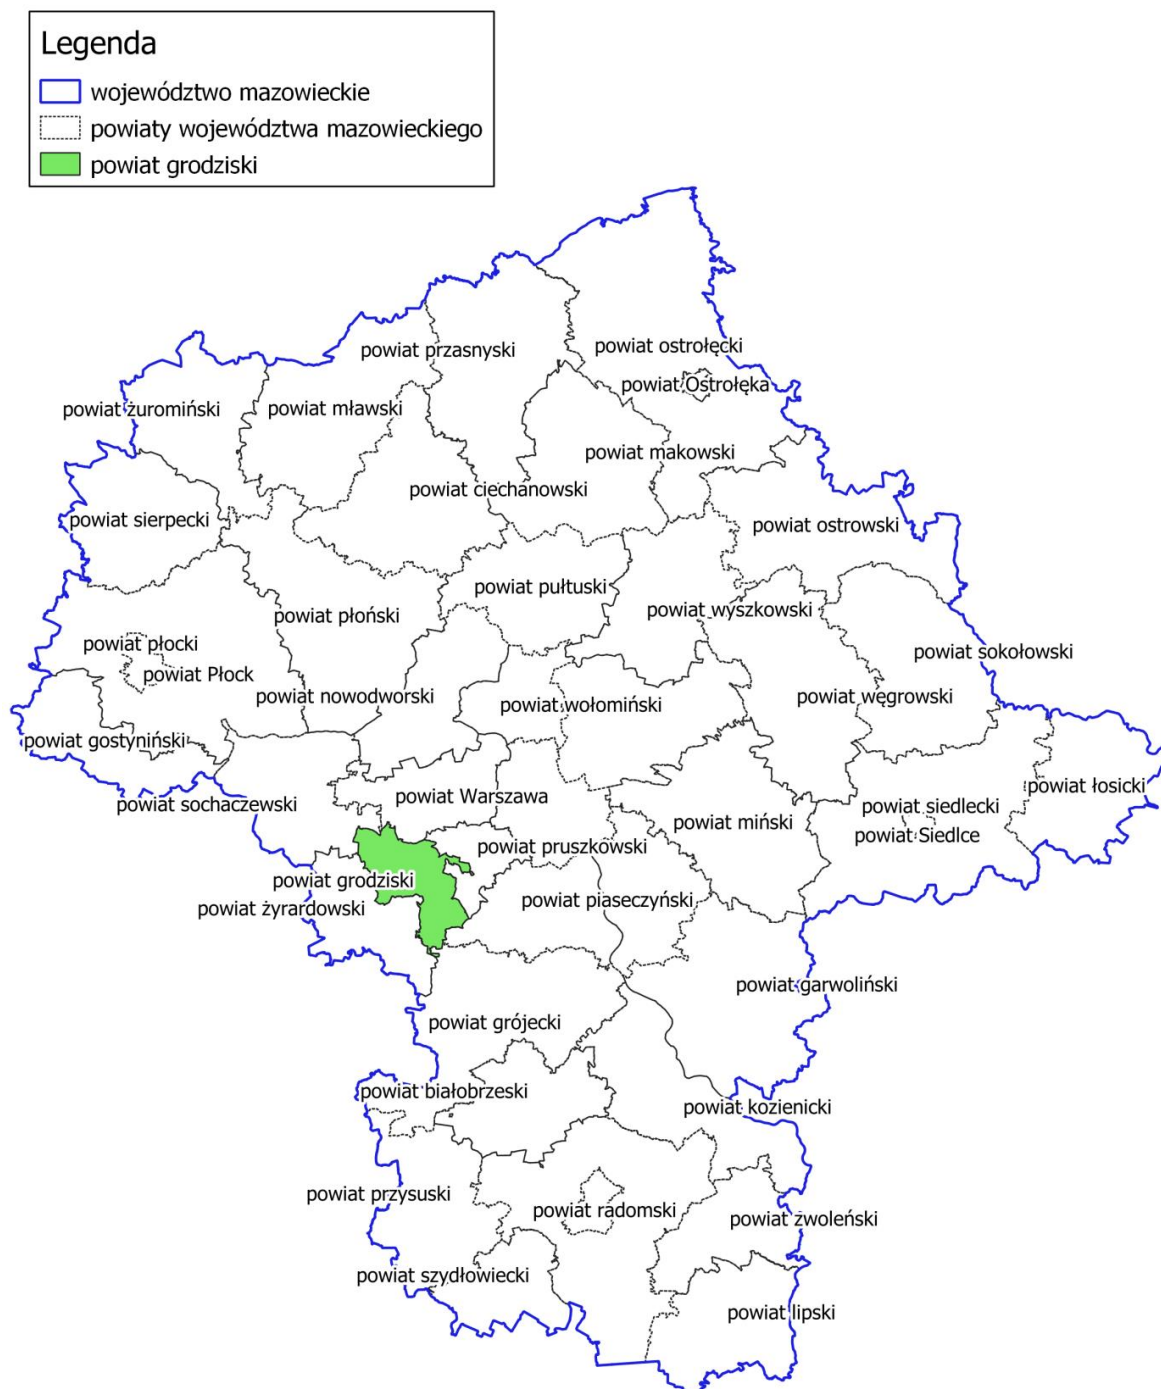 Legenda
województwo mazowieckie
powiaty województwa mazowieckiego
powiat grodziski
powiat ostrołęcki
powiat przasnyski
powiat Ostrołęka
powiat żuromiński
powiat mławski
powiat makowski
powiat ciechanowski
powiat sierpecki
powiat ostrowski
powiat pułtuski
powiat wyszkowski
powiat płoński
powiat płocki
powiat sokołowski
powiat Płock
powiat nowodworski
powiat węgrowski
powiat wołomiński
powiat gostyniński
powiat łosicki
powiat Warszawa
powiat sochaczewski
powiat siedlecki
powiat miński
powiat Siedlce
powiat pruszkowski
powiat grodziski
powiat piaseczyński
powiat żyrardowski
powiat garwoliński
powiat grójecki
powiat białobrzeski
powiat kozienicki
powiat przysuski
powiat radomski
powiat zwoleński
powiat szydłowiecki
powiat lipski